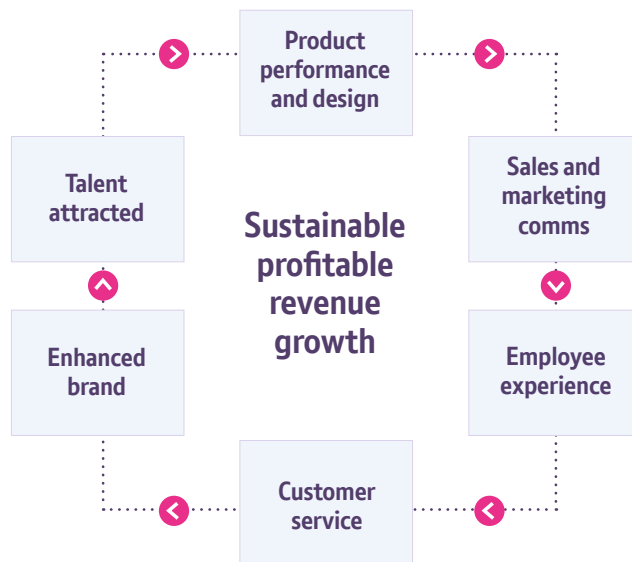 Product
performance
and design
Talent
attracted
Sales and
marketing
comms
Sustainable
profitable
revenue
growth
Enhanced
brand
Employee
experience
Customer
service